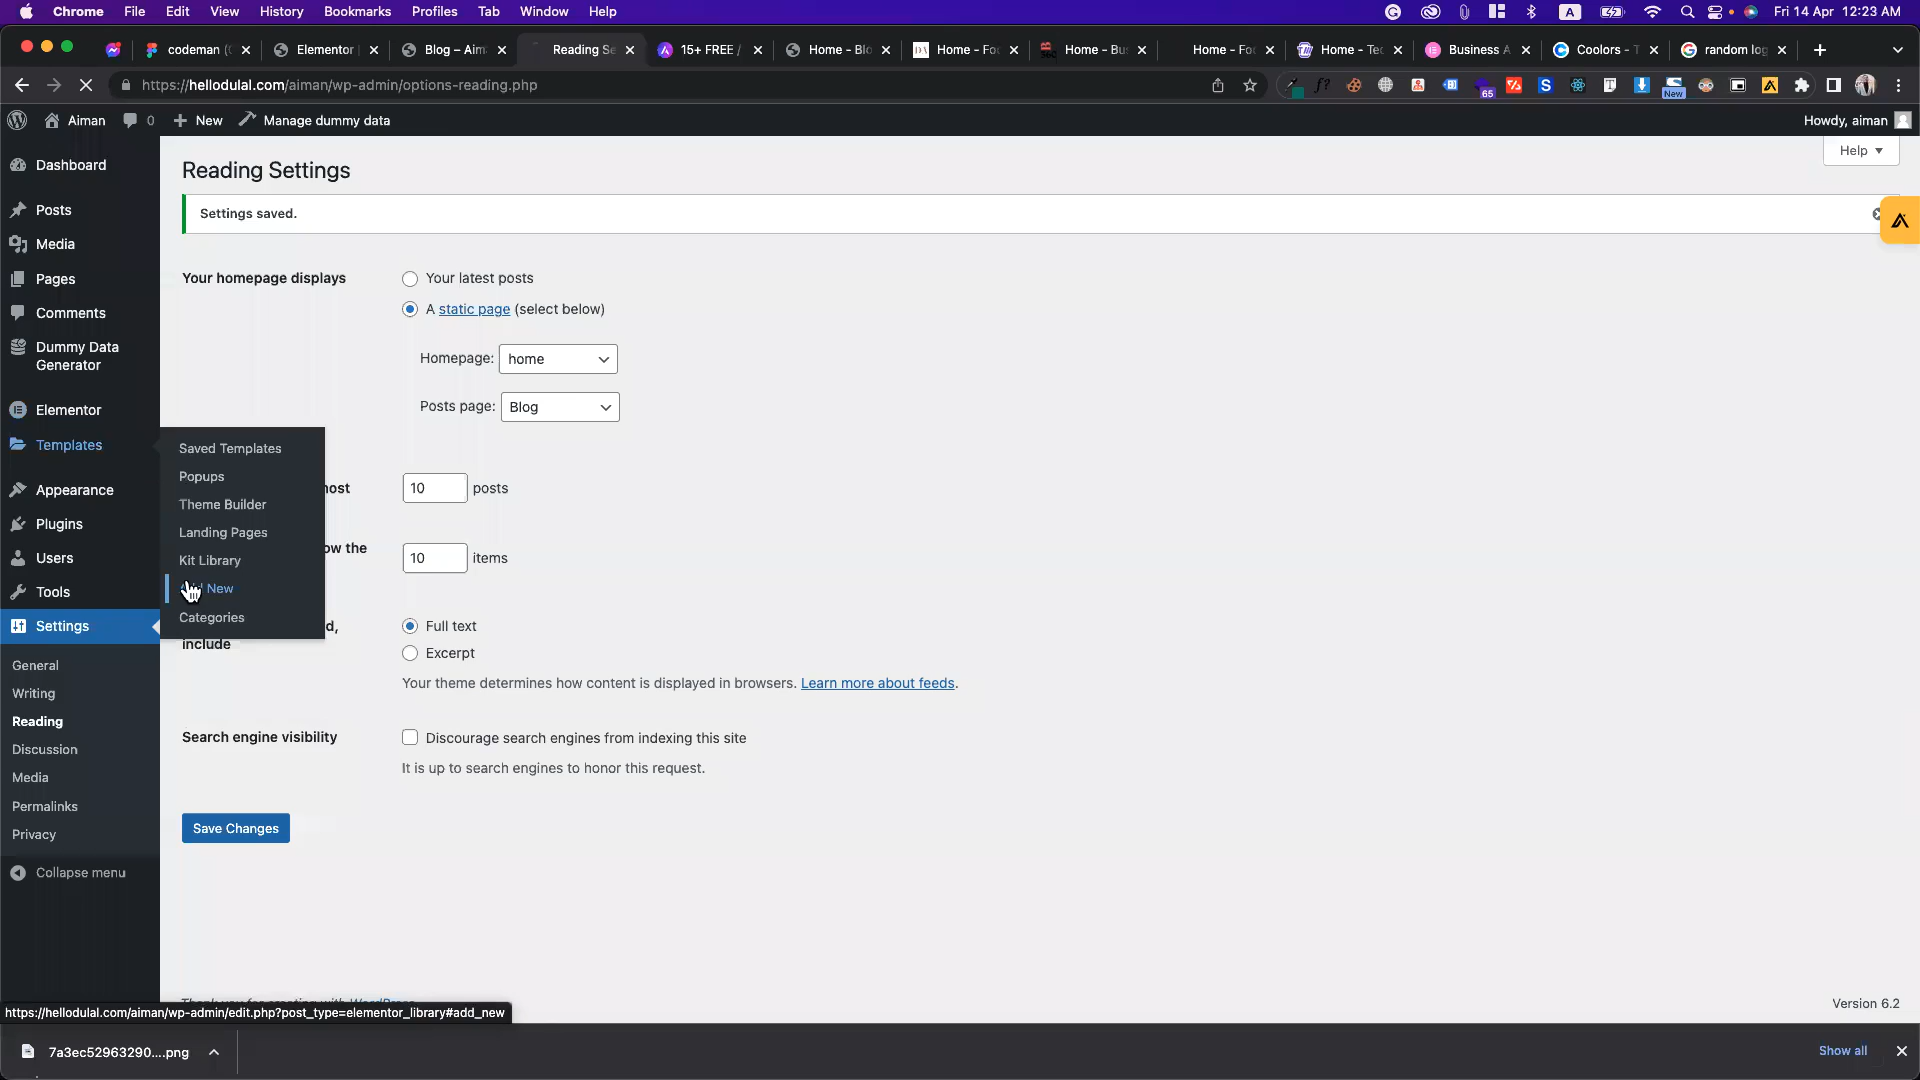 Chrome File Edit View History Bookmarks Profiles Tab Window Help
A
Fri 14 Apr 12:23 AM
codeman (
Elementor
Blog – Aim
Reading Se
15+ FREE /
Home - Blo
Home - Foo
Home - Bus
Home - Foo
Home - Tec
Business A
Coolors - T
random log
https://hellodulal.com/aiman/wp-admin/options-reading.php
65
New
Aiman 0 New Manage dummy data
Howdy, aiman
Dashboard
Posts
Media
Pages
Comments
Dummy Data
Generator
Elementor
Templates
Appearance
Plugins
Users
Tools
Settings
General
Writing
Reading
Discussion
Media
Permalinks
Privacy
Collapse menu
Saved Templates
Popups
Theme Builder
Landing Pages
Kit Library
New
Categories
Help
Reading Settings
Settings saved.
Your homepage displays
Your latest posts
A static page (select below)
Homepage: home
Posts page: Blog
10 posts
10 items
include
Full text
Excerpt
Your theme determines how content is displayed in browsers. Learn more about feeds.
Search engine visibility
Discourage search engines from indexing this site
It is up to search engines to honor this request.
Save Changes
Version 6.2
https://hellodulal.com/aiman/wp-admin/edit.php?post_type=elementor_library#add_new
7a3ec52963290....png
Show all